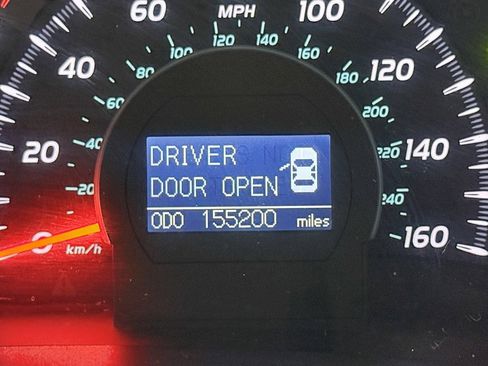 60 MPH 100
100 120 140 160
40 80 180 120
60 200
DRIVER
DOOR OPEN
20 40 220 140
ODO 155200 miles
20 240
0 km/h 160